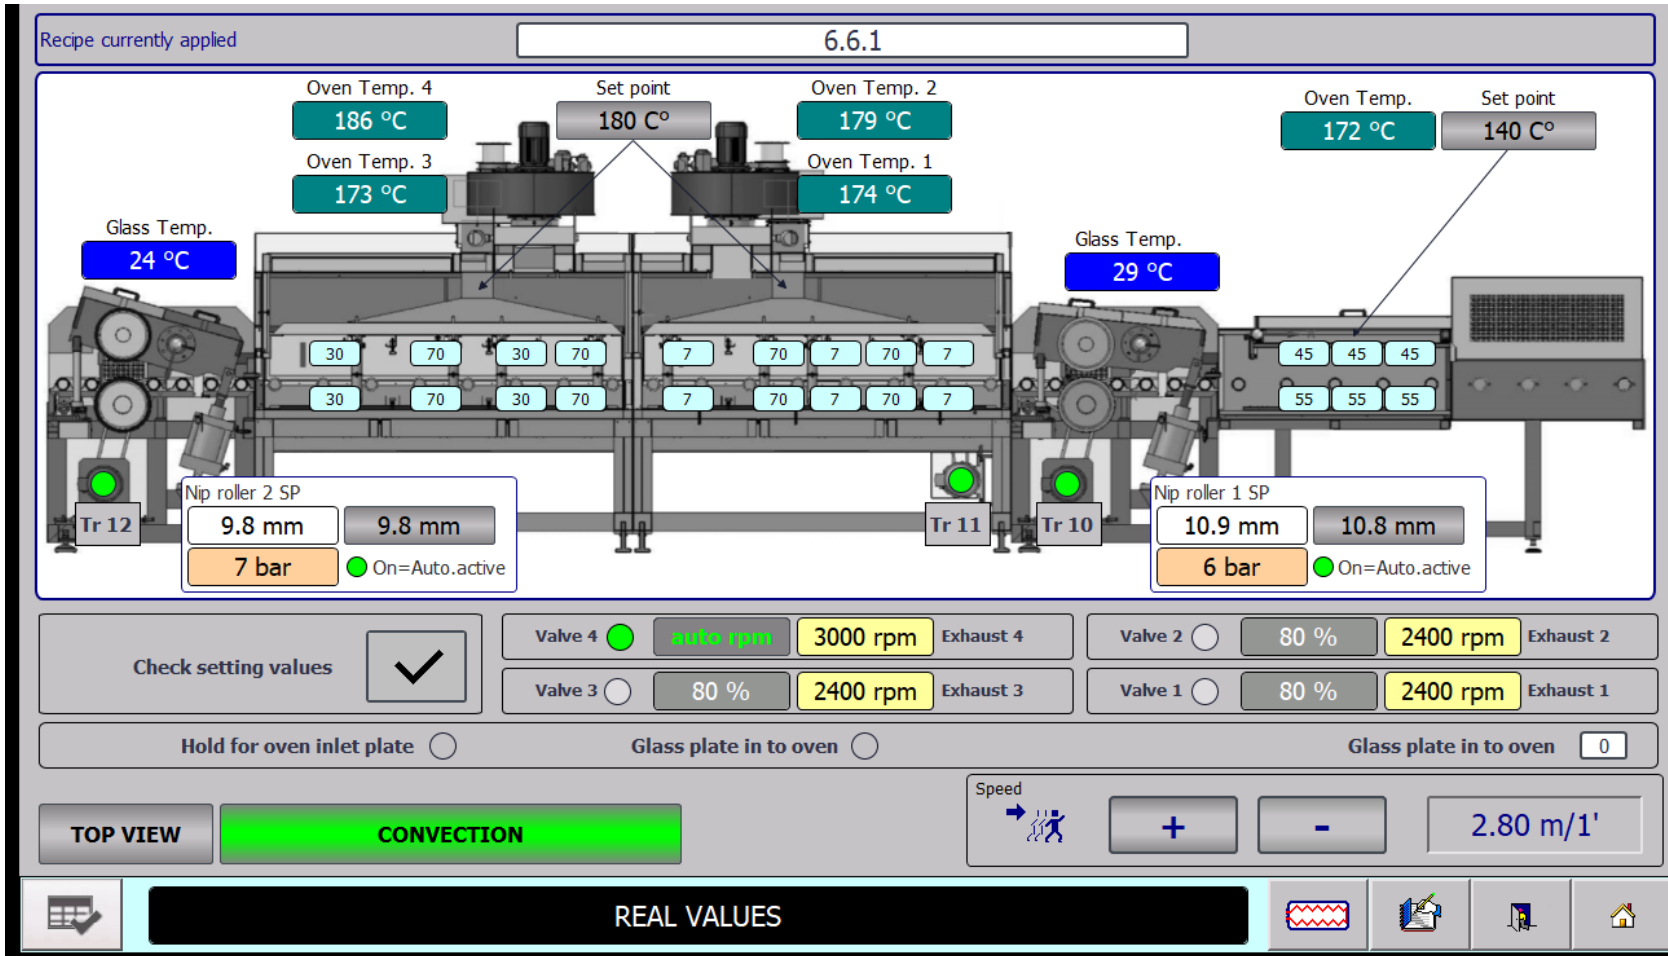 Recipe currently applied
6.6.1
Oven Temp. 4
186 °C
Set point
180 C°
Oven Temp. 2
179 °C
Oven Temp.
172 °C
Set point
140 C°
Oven Temp. 3
173 °C
Oven Temp. 1
174 °C
Glass Temp.
24 °C
Glass Temp.
29 °C
30 70 30 70 7 70 7 70 7 45 45 45
30 70 30 70 7 70 7 70 7 55 55 55
Tr 12
Nip roller 2 SP
9.8 mm 9.8 mm
7 bar On=Auto.active
Tr 11
Tr 10
Nip roller 1 SP
10.9 mm 10.8 mm
6 bar On=Auto.active
Check setting values
Valve 4 auto rpm 3000 rpm Exhaust 4
Valve 2 80 % 2400 rpm Exhaust 2
Valve 3 80 % 2400 rpm Exhaust 3
Valve 1 80 % 2400 rpm Exhaust 1
Hold for oven inlet plate
Glass plate in to oven
Glass plate in to oven 0
Speed
+ - 2.80 m/1'
TOP VIEW
CONVECTION
REAL VALUES